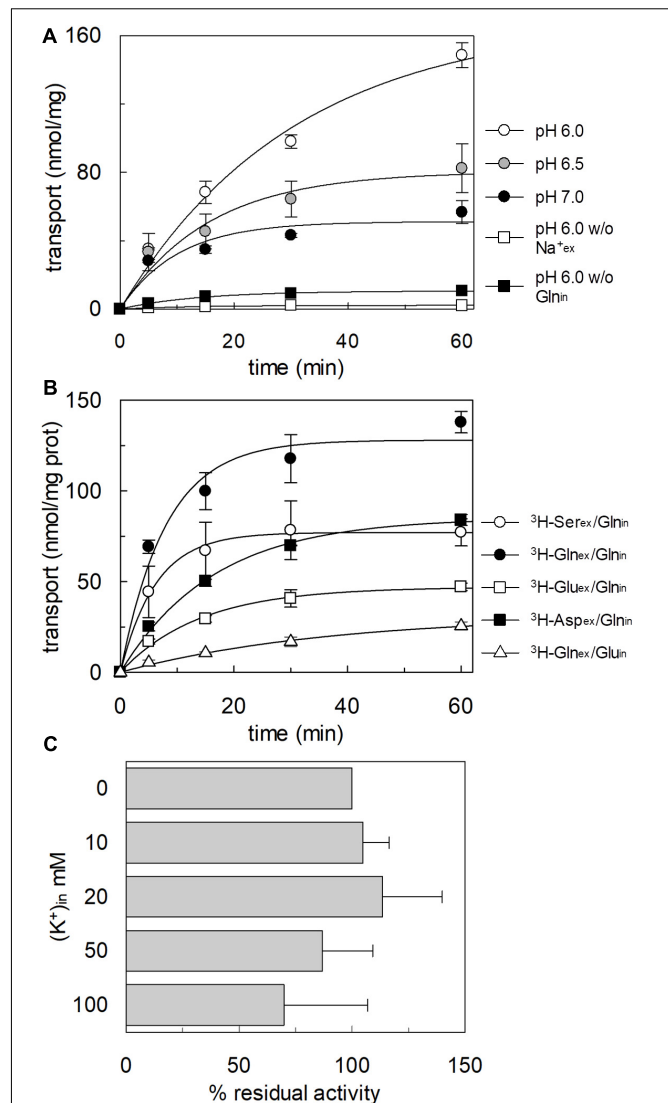 A
160
80
0
transport (nmol/mg)
0 20 40 60
time (min)
pH 6.0
pH 6.5
pH 7.0
pH 6.0 w/o
Na⁺ex
pH 6.0 w/o
Glnin
B
150
100
50
0
transport (nmol/mg prot)
0 20 40 60
time (min)
³H-Serex/Glnin
³H-Glnex/Glnin
³H-Gluex/Glnin
³H-Aspex/Glnin
³H-Glnex/Gluin
C
0
10
20
50
100
(K⁺)in mM
0 50 100 150
% residual activity